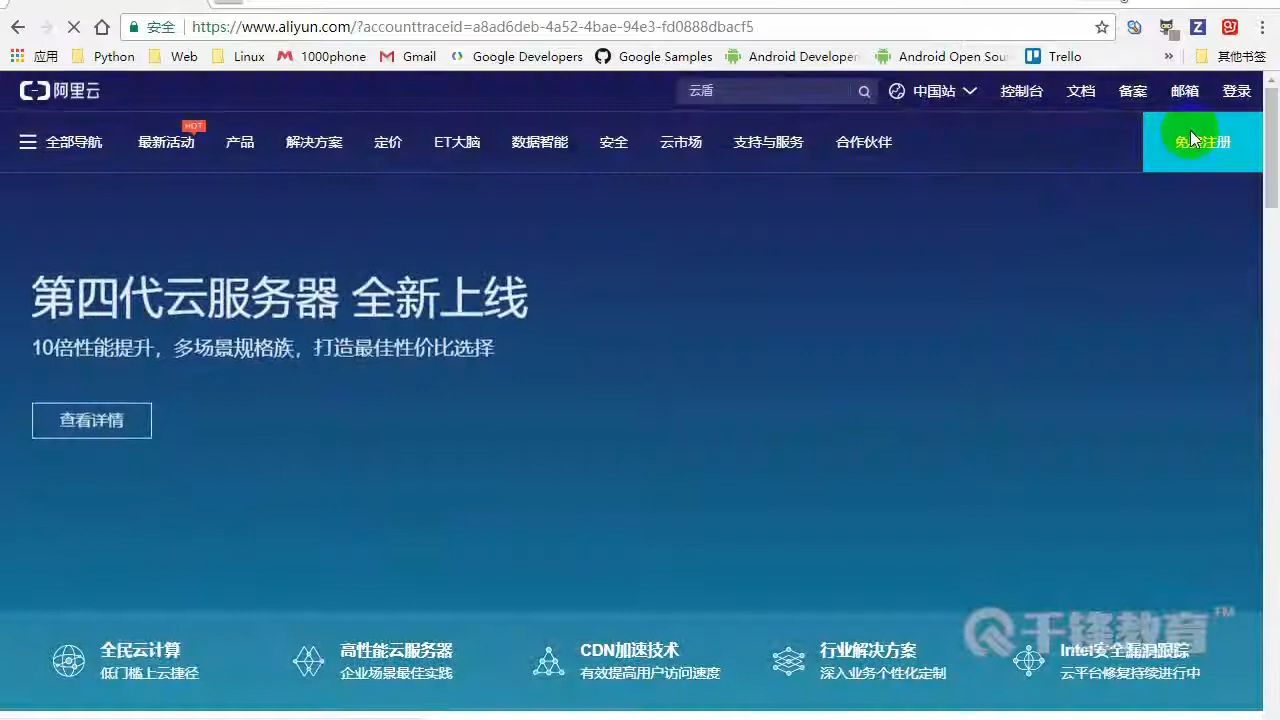 安全 https://www.aliyun.com/?accounttraceid=a8ad6deb-4a52-4bae-94e3-fd0888dbacf5
应用 Python Web Linux 1000phone Gmail Google Developers Google Samples Android Developer Android Open Sou Trello » 其他书签
阿里云 云盾 中国站 控制台 文档 备案 邮箱 登录
HOT
全部导航 最新活动 产品 解决方案 定价 ET大脑 数据智能 安全 云市场 支持与服务 合作伙伴 免费注册
第四代云服务器 全新上线
10倍性能提升，多场景规格族，打造最佳性价比选择
查看详情
千锋教育 TM
全民云计算 高性能云服务器 CDN加速技术 行业解决方案 Intel安全漏洞跟踪
低门槛上云捷径 企业场景最佳实践 有效提高用户访问速度 深入业务个性化定制 云平台修复持续进行中